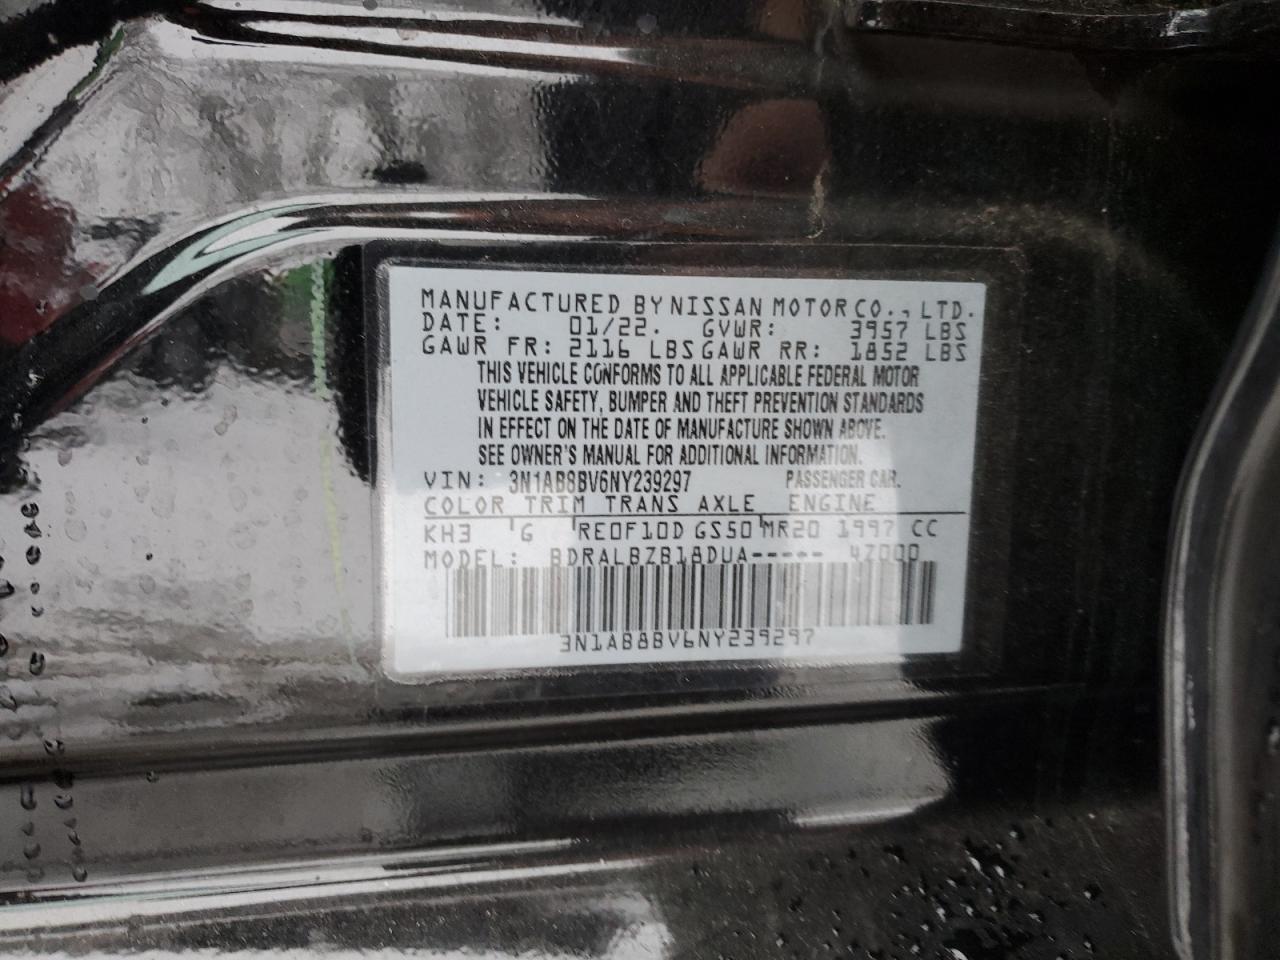 MANUFACTURED BY NISSAN MOTOR CO., LTD.
DATE: 01/22. GVWR: 3957 LBS
GAWR FR: 2116 LBS GAWR RR: 1852 LBS
THIS VEHICLE CONFORMS TO ALL APPLICABLE FEDERAL MOTOR
VEHICLE SAFETY, BUMPER AND THEFT PREVENTION STANDARDS
IN EFFECT ON THE DATE OF MANUFACTURE SHOWN ABOVE.
SEE OWNER'S MANUAL FOR ADDITIONAL INFORMATION.
VIN: 3N1AB8BV6NY239297 PASSENGER CAR.
COLOR TRIM TRANS AXLE ENGINE
KH3 G RE0F10D GS50 MR20 1997 CC
MODEL: BDRALBZB18DUA----- 4Z000
3N1AB8BV6NY239297